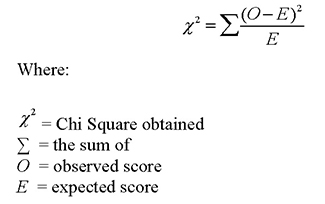 χ² = ∑ (O−E)² / E
Where:
χ² = Chi Square obtained
∑ = the sum of
O = observed score
E = expected score